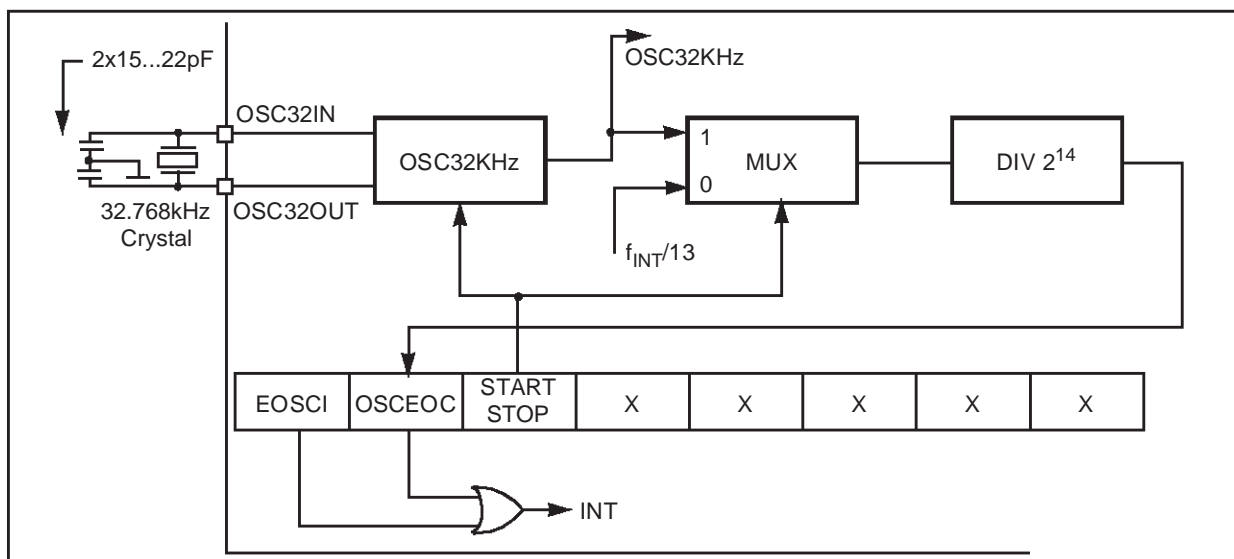 2x15...22pF
OSC32KHz
OSC32IN
OSC32KHz
1
MUX
0
DIV 2¹⁴
32.768kHz
Crystal
OSC32OUT
fINT/13
EOSCI
OSCEOC
START
STOP
X
X
X
X
X
INT